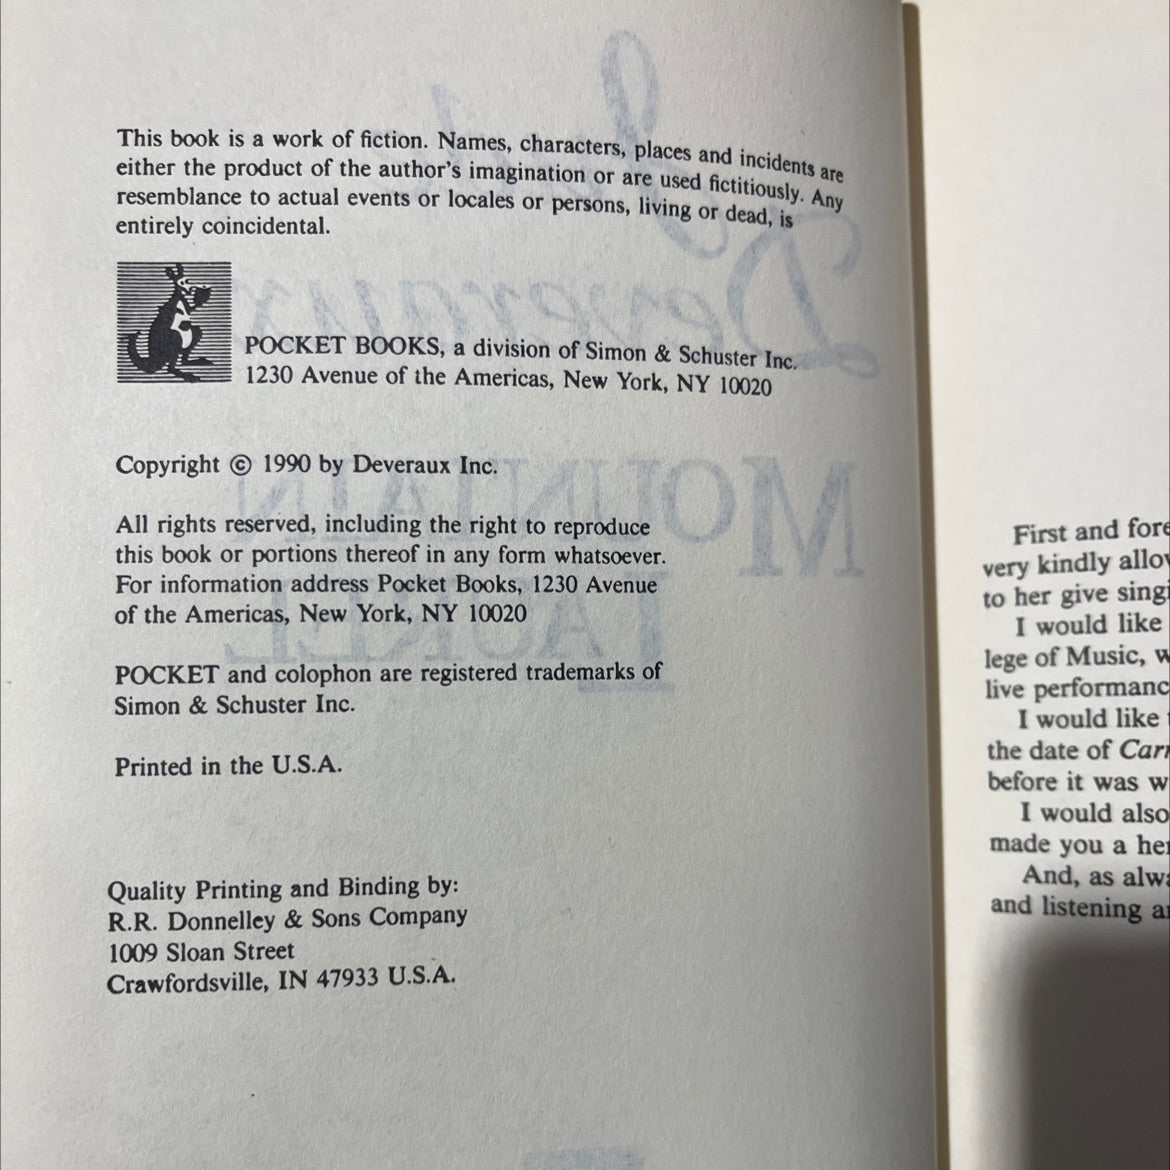 This book is a work of fiction. Names, characters, places and incidents are
either the product of the author's imagination or are used fictitiously. Any
resemblance to actual events or locales or persons, living or dead, is
entirely coincidental.
POCKET BOOKS, a division of Simon & Schuster Inc.
1230 Avenue of the Americas, New York, NY 10020
Copyright © 1990 by Deveraux Inc.
All rights reserved, including the right to reproduce
this book or portions thereof in any form whatsoever.
For information address Pocket Books, 1230 Avenue
of the Americas, New York, NY 10020
POCKET and colophon are registered trademarks of
Simon & Schuster Inc.
Printed in the U.S.A.
Quality Printing and Binding by:
R.R. Donnelley & Sons Company
1009 Sloan Street
Crawfordsville, IN 47933 U.S.A.
Deveraux
MOUNTAIN
LAUREL
First and fore
very kindly allo
to her give singi
I would like
lege of Music, w
live performanc
I would like
the date of Car
before it was w
I would also
made you a her
And, as alwa
and listening a